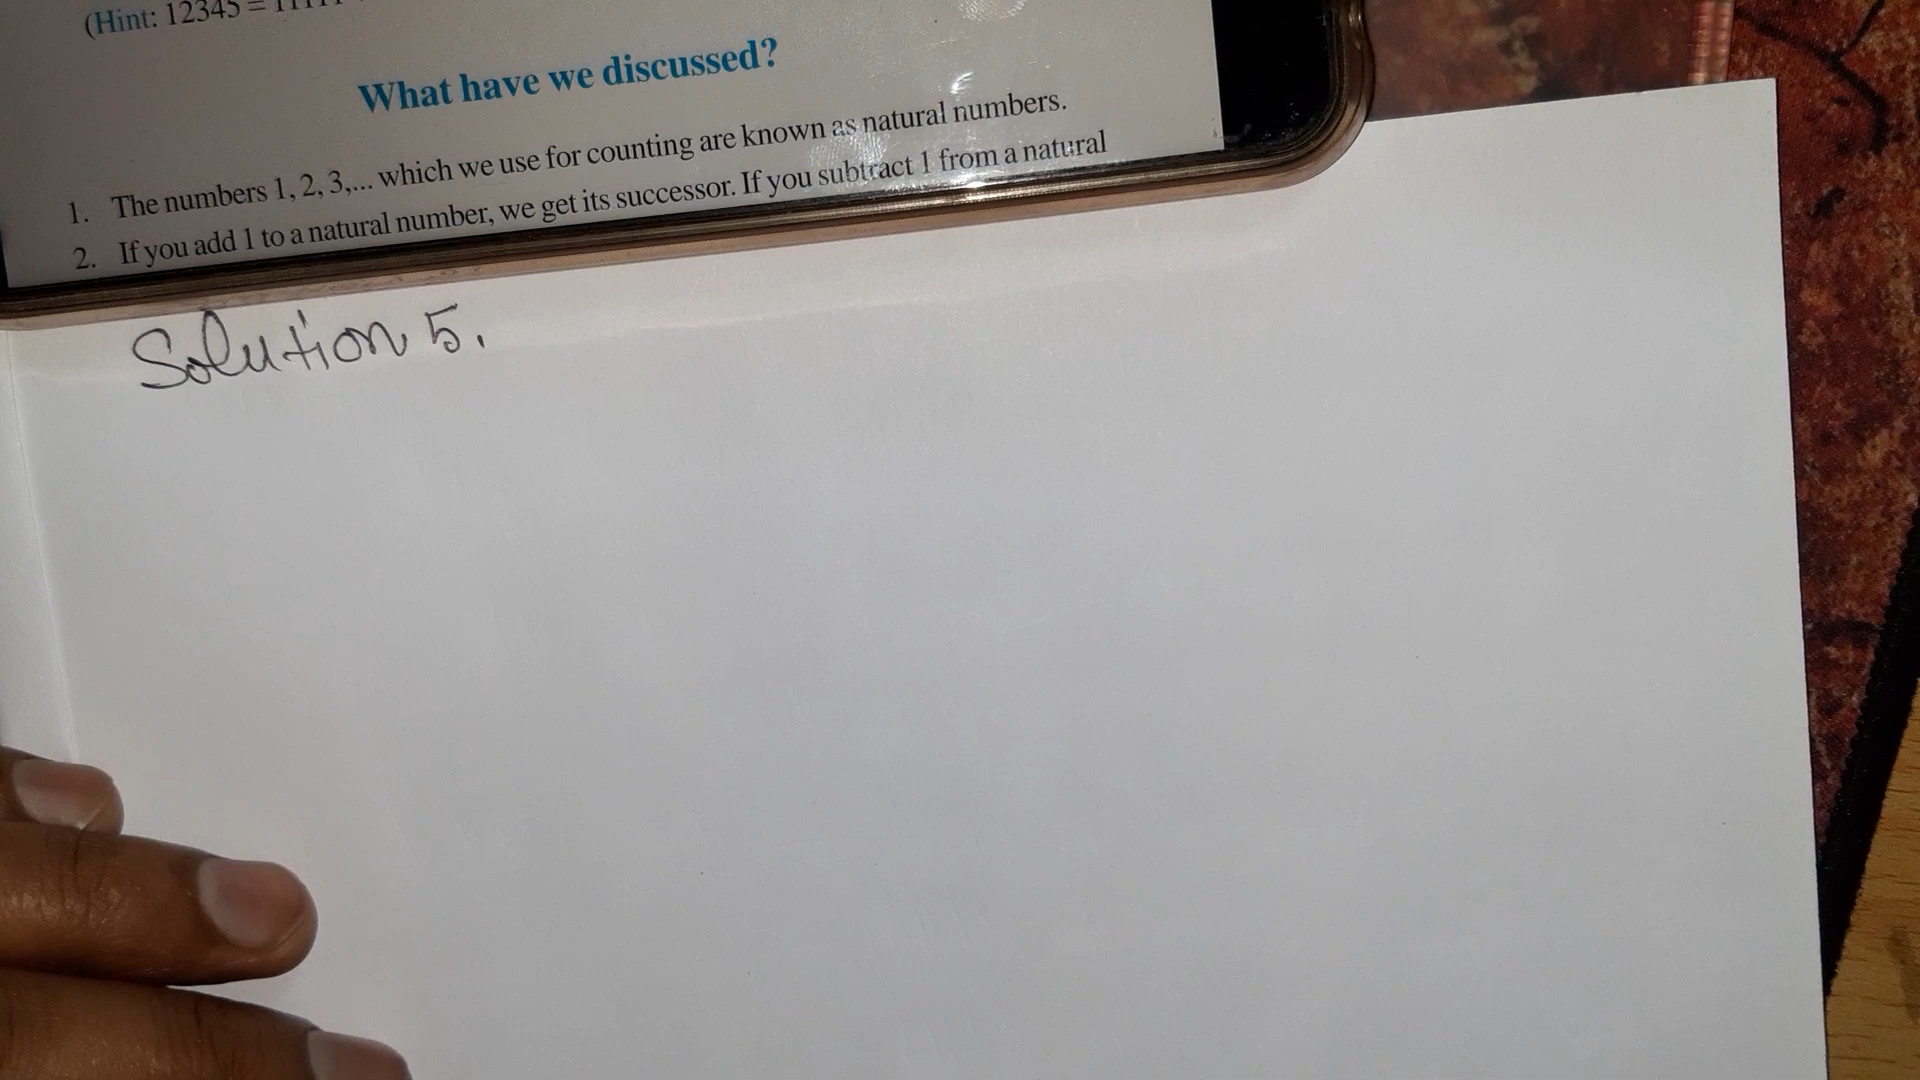 (Hint: 12345 = 11111
What have we discussed?
1. The numbers 1, 2, 3,... which we use for counting are known as natural numbers.
2. If you add 1 to a natural number, we get its successor. If you subtract 1 from a natural
Solution 5.